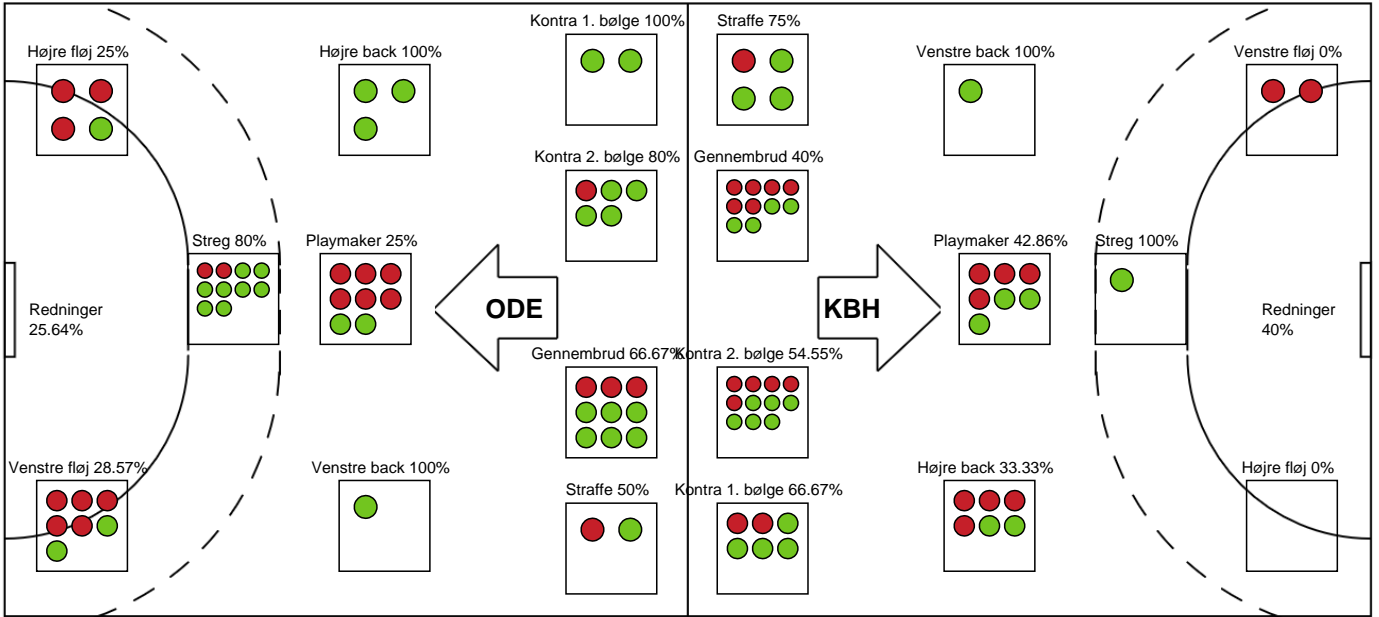 Kontra 1. bølge 100%
Straffe 75%
Højre fløj 25%
Højre back 100%
Venstre back 100%
Venstre fløj 0%
Kontra 2. bølge 80%
Gennembrud 40%
Streg 80%
Playmaker 25%
Playmaker 42.86%
Streg 100%
Redninger
25.64%
ODE
KBH
Redninger
40%
Gennembrud 66.67%
Kontra 2. bølge 54.55%
Venstre fløj 28.57%
Venstre back 100%
Højre back 33.33%
Højre fløj 0%
Straffe 50%
Kontra 1. bølge 66.67%